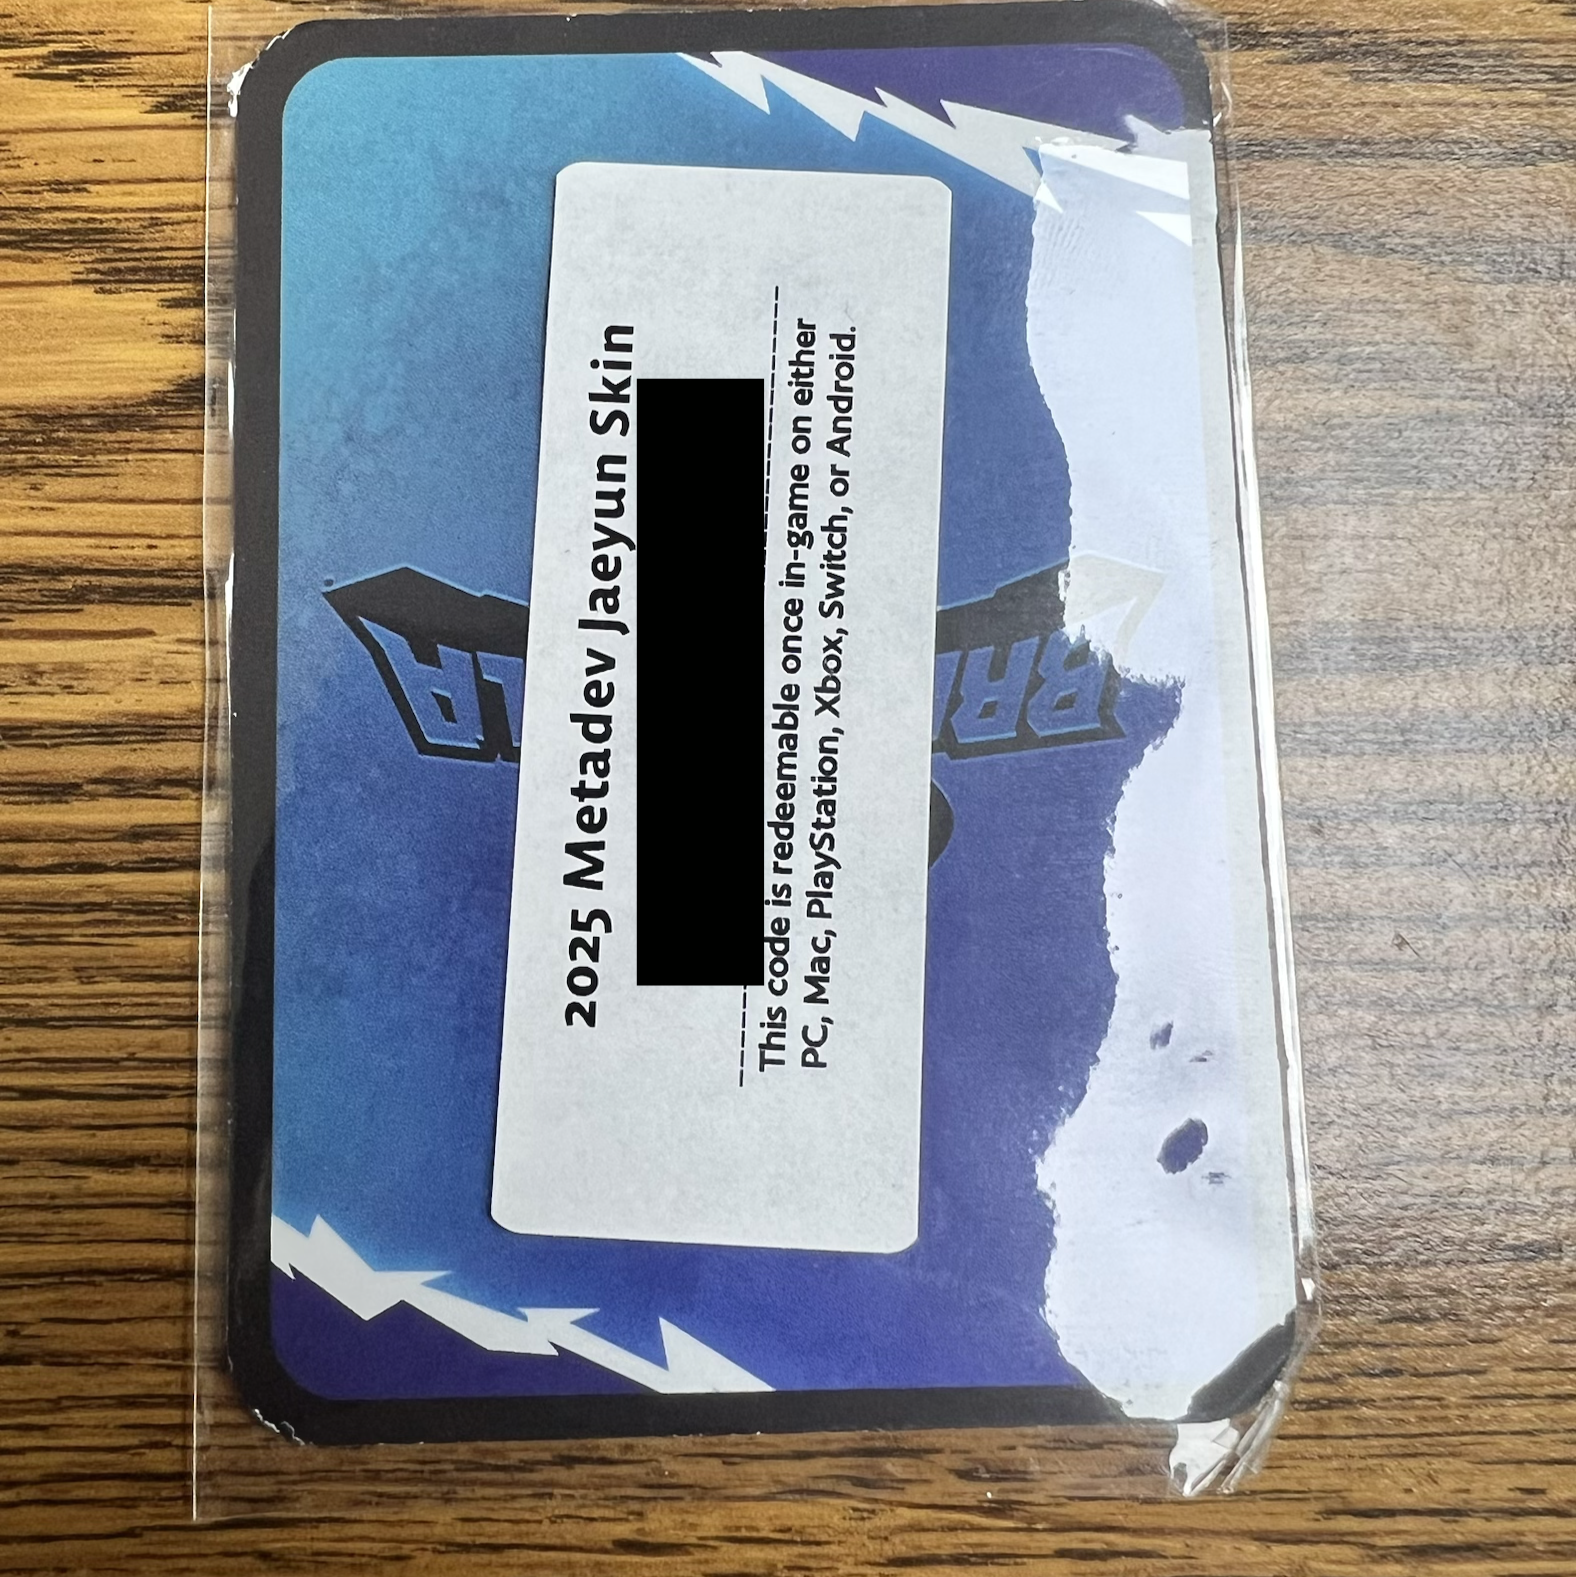 2025 Metadev Jaeyun Skin
This code is redeemable once in-game on either
PC, Mac, PlayStation, Xbox, Switch, or Android.